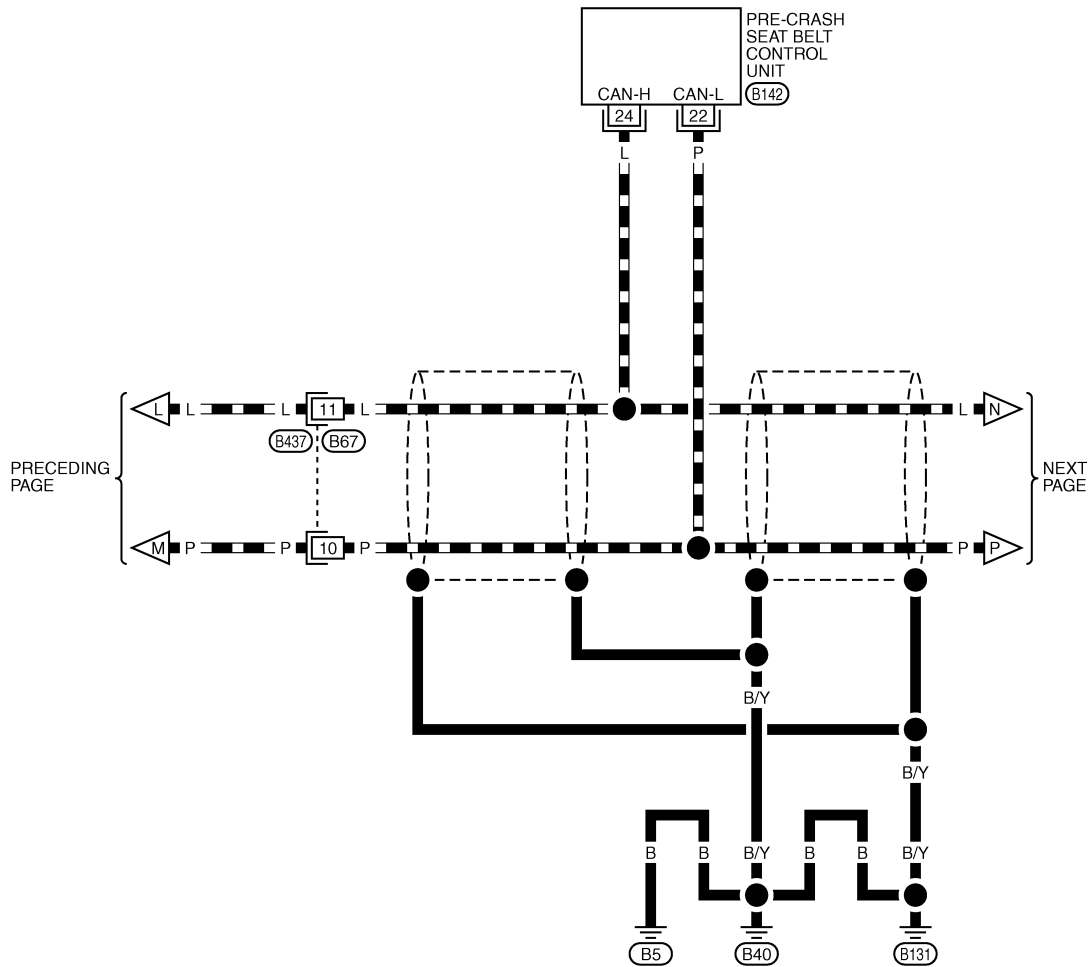 PRE-CRASH
SEAT BELT
CONTROL
UNIT
B142
CAN-H CAN-L
24 22
L P
L L L 11 L L N
B437 B67
PRECEDING
PAGE
NEXT
PAGE
M P P 10 P P P
B/Y
B/Y
B B B/Y B B B/Y
B5 B40 B131